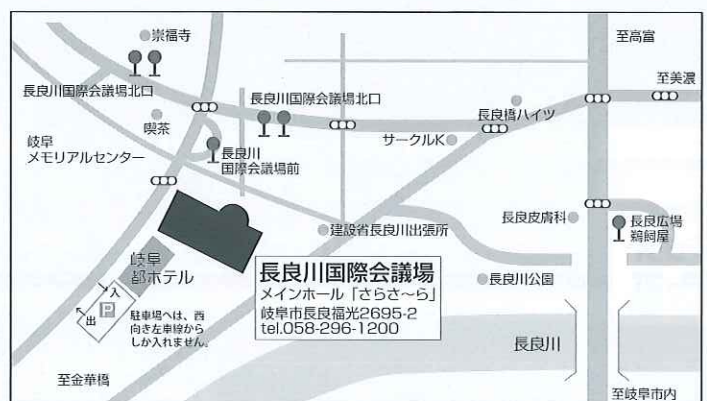 崇福寺
至高富
至美濃
長良川国際会議場北口
長良川国際会議場北口
長良橋ハイツ
喫茶
サークルK
岐阜
メモリアルセンター
長良川
国際会議場前
長良皮膚科
長良広場
鵜飼屋
建設省長良川出張所
岐阜
都ホテル
長良川国際会議場
メインホール「さらさ〜ら」
岐阜市長良福光2695-2
tel.058-296-1200
長良川公園
入
P
出
駐車場へは、西
向き左車線から
しか入れません。
長良川
至金華橋
至岐阜市内